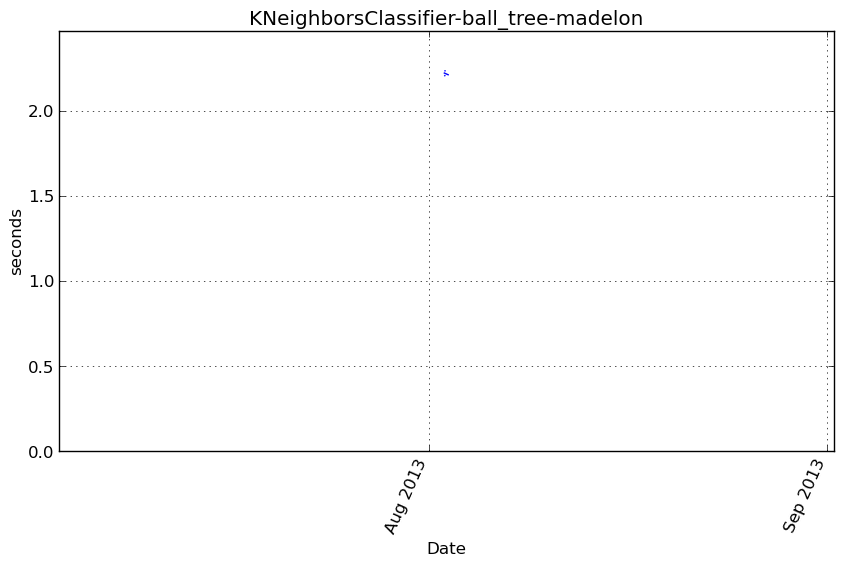 KNeighborsClassifier-ball_tree-madelon
2.0
1.5
1.0
0.5
0.0
seconds
Aug 2013
Sep 2013
Date